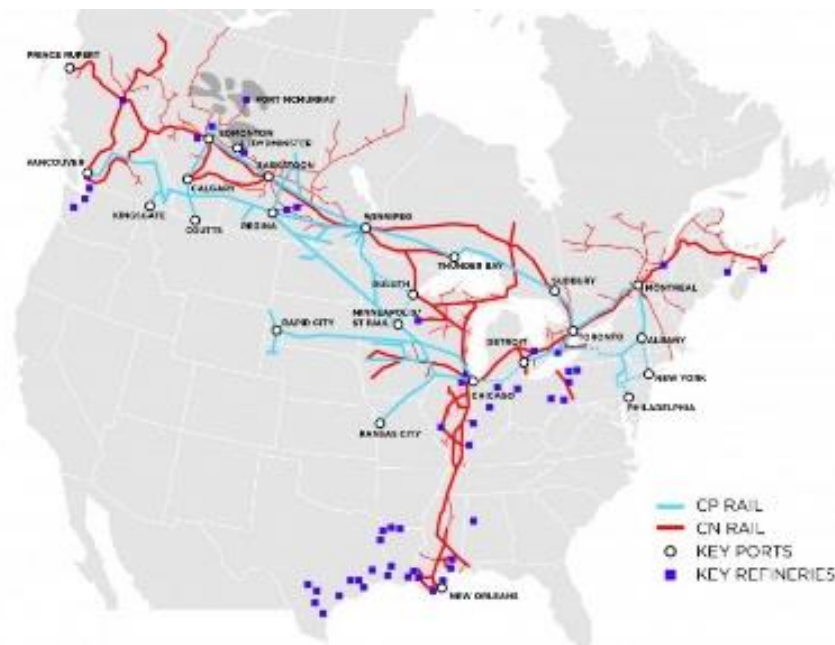 PRINCE RUPERT
FORT MCMURRAY
EDMONTON
LLOYDMINSTER
SASKATOON
VANCOUVER
CALGARY
KINGSGATE
COUTTS
REGINA
WINNIPEG
THUNDER BAY
DULUTH
SUDBURY
MONTREAL
MINNEAPOLIS/
RAPID CITY
ST PAUL
DETROIT
TORONTO
ALBANY
CHICAGO
NEW YORK
PHILADELPHIA
KANSAS CITY
NEW ORLEANS
CP RAIL
CN RAIL
KEY PORTS
KEY REFINERIES